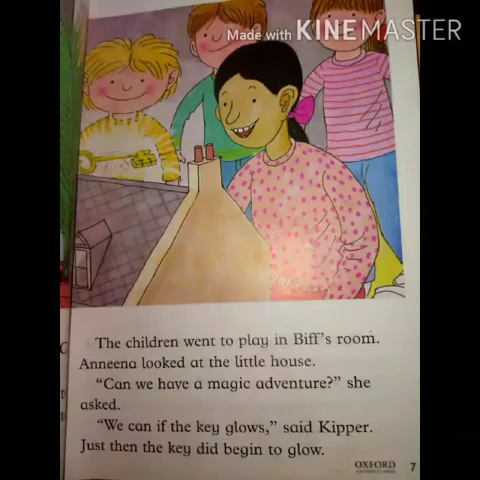 Made with KINEMASTER
The children went to play in Biff's room.
Anneena looked at the little house.
"Can we have a magic adventure?" she
asked.
"We can if the key glows," said Kipper.
Just then the key did begin to glow.
OXFORD
UNIVERSITY PRESS
7